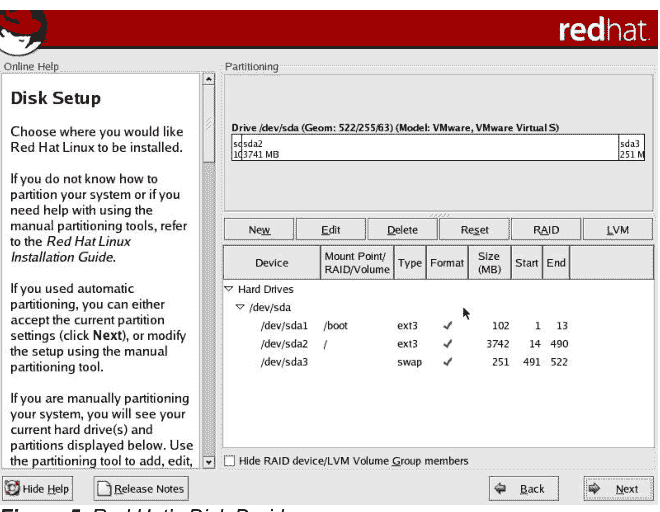 redhat.
Online Help
Disk Setup
Choose where you would like
Red Hat Linux to be installed.
If you do not know how to
partition your system or if you
need help with using the
manual partitioning tools, refer
to the Red Hat Linux
Installation Guide.
If you used automatic
partitioning, you can either
accept the current partition
settings (click Next), or modify
the setup using the manual
partitioning tool.
If you are manually partitioning
your system, you will see your
current hard drive(s) and
partitions displayed below. Use
the partitioning tool to add, edit,
Partitioning
Drive /dev/sda (Geom: 522/255/63) (Model: VMware, VMware Virtual S)
sda2 sda3
3741 MB 251 M
New Edit Delete Reset RAID LVM
Device Mount Point/ RAID/Volume Type Format Size (MB) Start End
Hard Drives
/dev/sda
/dev/sda1 /boot ext3 ✓ 102 1 13
/dev/sda2 / ext3 ✓ 3742 14 490
/dev/sda3 swap ✓ 251 491 522
Hide RAID device/LVM Volume Group members
Hide Help Release Notes Back Next